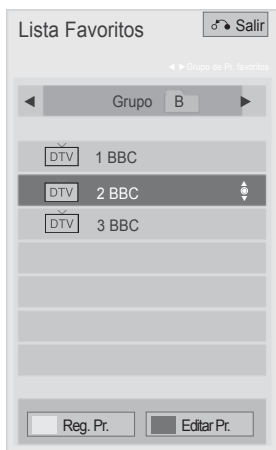 Lista Favoritos
Salir
◄ ►Grupo de Pr. favoritos
◄ Grupo B ►
DTV 1 BBC
DTV 2 BBC
DTV 3 BBC
Reg. Pr. Editar Pr.